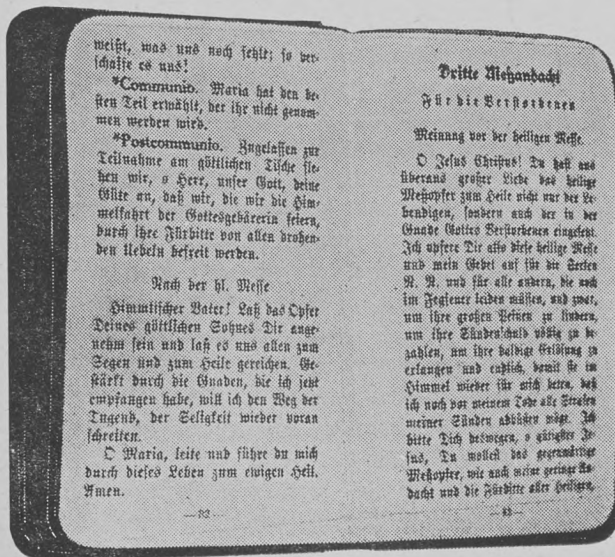 weißt, was uns noch fehlt; so ver-
schaffe es uns!
*Communio. Maria hat den be-
sten Teil erwählt, der ihr nicht genom-
men werden wird.
*Postcommunio. Zugelassen zur
Teilnahme am göttlichen Tische fle-
hen wir, o Herr, unser Gott, deine
Güte an, daß wir, die wir die Him-
melfahrt der Gottesgebärerin feiern,
durch ihre Fürbitte von allen drohen-
den Uebeln befreit werden.
Nach der hl. Messe
Himmlischer Vater! Laß das Opfer
Deines göttlichen Sohnes Dir ange-
nehm sein und laß es uns allen zum
Segen und zum Heile gereichen. Ge-
stärkt durch die Gnaden, die ich jetzt
empfangen habe, will ich den Weg der
Tugend, der Seligkeit wieder voran
schreiten.
O Maria, leite und führe du mich
durch dieses Leben zum ewigen Heil.
Amen.
—92—
Dritte Meßandacht
Für die Verstorbenen
Meinung vor der heiligen Messe.
O Jesus Christus! Du hast aus
überaus großer Liebe das heilige
Meßopfer zum Heile nicht nur der Le-
bendigen, sondern auch der in der
Gnade Gottes Verstorbenen eingesetzt.
Ich opfere Dir also diese heilige Messe
und mein Gebet auf für die Seelen
N. N. und für alle andern, die noch
im Fegfeuer leiden müssen, und zwar,
um ihre großen Peinen zu lindern,
um ihre Sündenschuld völlig zu be-
zahlen, um ihre baldige Erlösung zu
erlangen und endlich, damit sie im
Himmel wieder für mich beten, daß
ich noch vor meinem Tode alle Strafen
meiner Sünden abbüßen möge. Ich
bitte Dich deswegen, o gütigster Je-
sus, Du wollest das gegenwärtige
Meßopfer, wie auch meine geringe An-
dacht und die Fürbitte aller Heiligen,
—93—